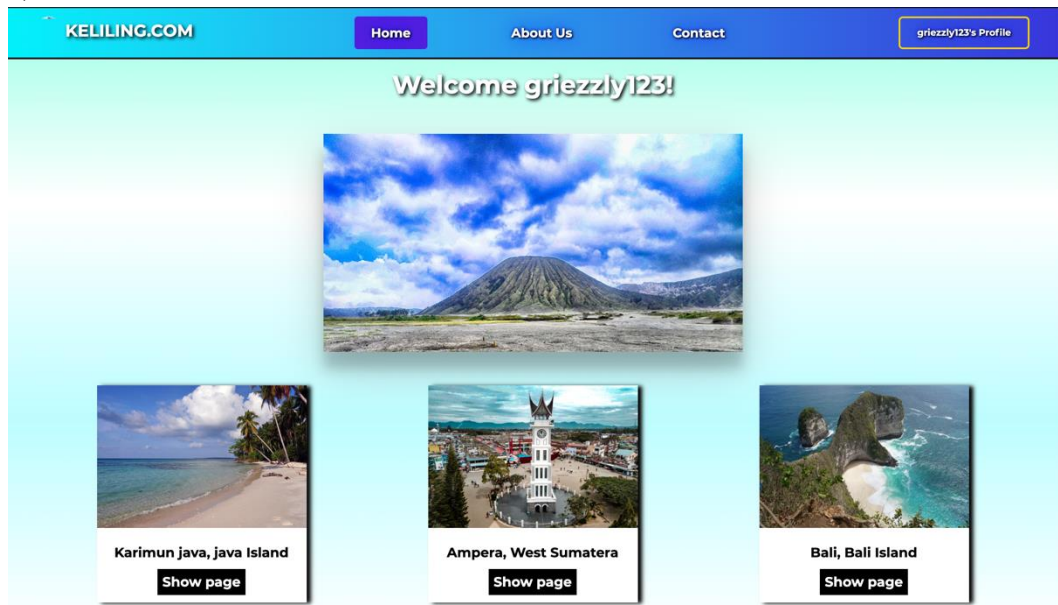 KELILING.COM Home About Us Contact griezzly123's Profile
Welcome griezzly123!
Karimun java, java Island
Show page
Ampera, West Sumatera
Show page
Bali, Bali Island
Show page